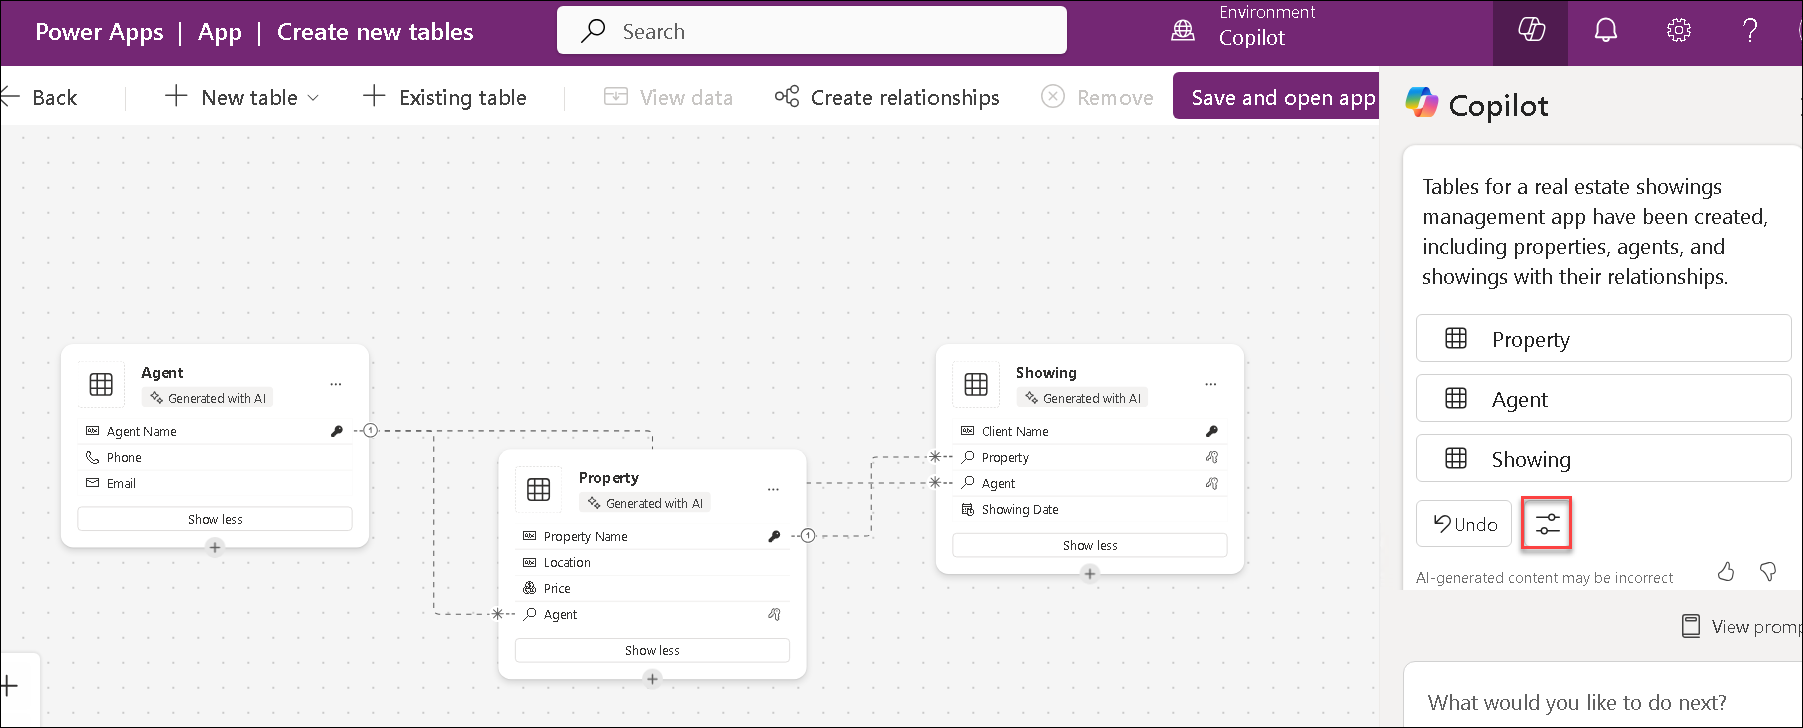 Power Apps | App | Create new tables
Search
Environment
Copilot
?
Back
New table
Existing table
View data
Create relationships
Remove
Save and open app
Copilot
Tables for a real estate showings
management app have been created,
including properties, agents, and
showings with their relationships.
Property
Agent
Showing
Undo
AI-generated content may be incorrect
View promp
What would you like to do next?
Agent
Generated with AI
Agent Name
1
Phone
Email
Show less
Property
Generated with AI
Property Name
1
Location
Price
Agent
Show less
Showing
Generated with AI
Client Name
Property
Agent
Showing Date
Show less